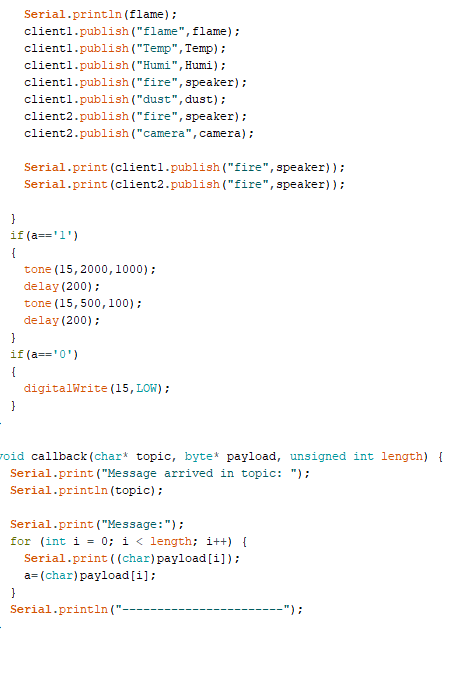 Serial.println(flame);
client1.publish("flame",flame);
client1.publish("Temp",Temp);
client1.publish("Humi",Humi);
client1.publish("fire",speaker);
client1.publish("dust",dust);
client2.publish("fire",speaker);
client2.publish("camera",camera);
Serial.print(client1.publish("fire",speaker));
Serial.print(client2.publish("fire",speaker));
}
if(a=='1')
{
tone(15,2000,1000);
delay(200);
tone(15,500,100);
delay(200);
}
if(a=='0')
{
digitalWrite(15,LOW);
}
void callback(char* topic, byte* payload, unsigned int length) {
Serial.print("Message arrived in topic: ");
Serial.println(topic);
Serial.print("Message:");
for (int i = 0; i < length; i++) {
Serial.print((char)payload[i]);
a=(char)payload[i];
}
Serial.println("-----------------------");